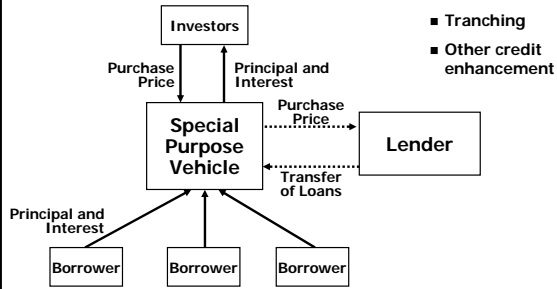 Investors
■ Tranching
■ Other credit
enhancement
Purchase
Price
Principal and
Interest
Special
Purpose
Vehicle
Purchase
Price
Lender
Transfer
of Loans
Principal and
Interest
Borrower
Borrower
Borrower